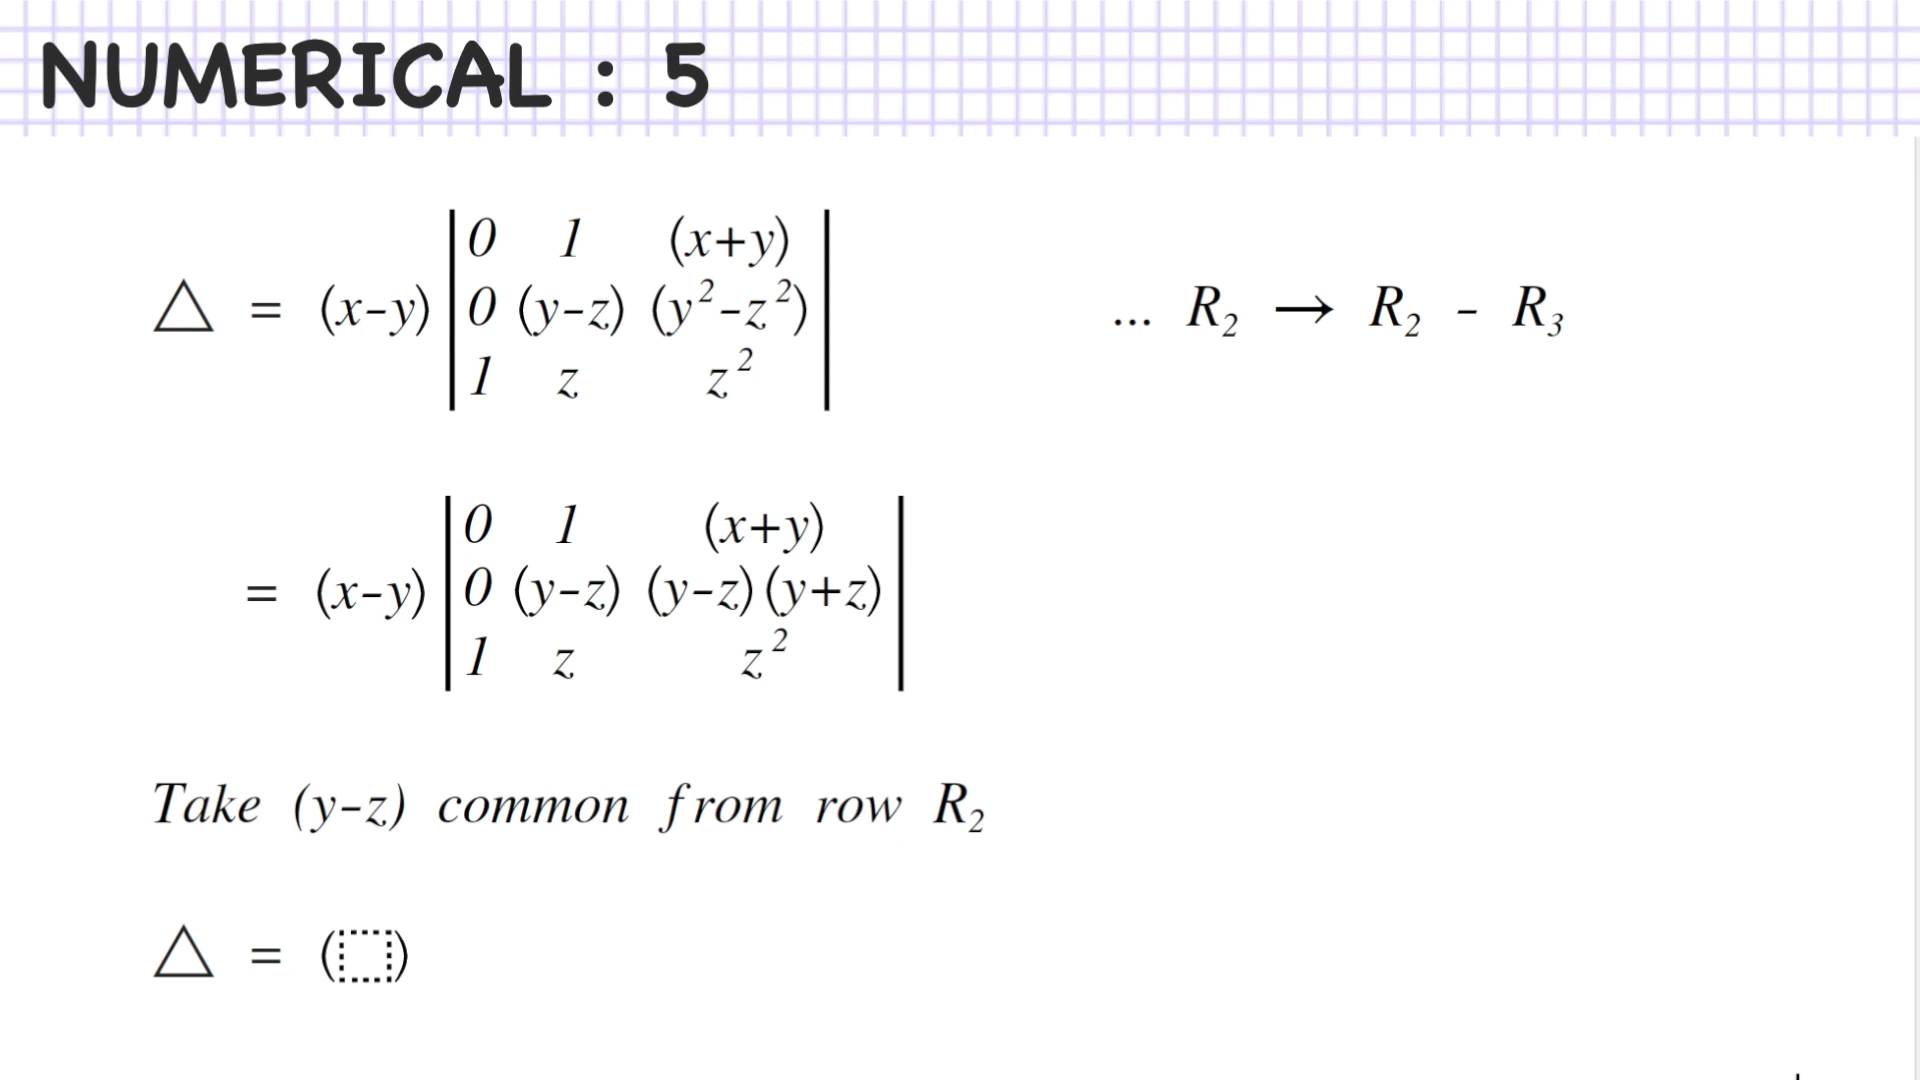 NUMERICAL : 5
0 1 (x+y)
△ = (x-y) 0 (y-z) (y²-z²) ... R₂ → R₂ - R₃
1 z z²
0 1 (x+y)
= (x-y) 0 (y-z) (y-z)(y+z)
1 z z²
Take (y-z) common from row R₂
△ = (⬚)